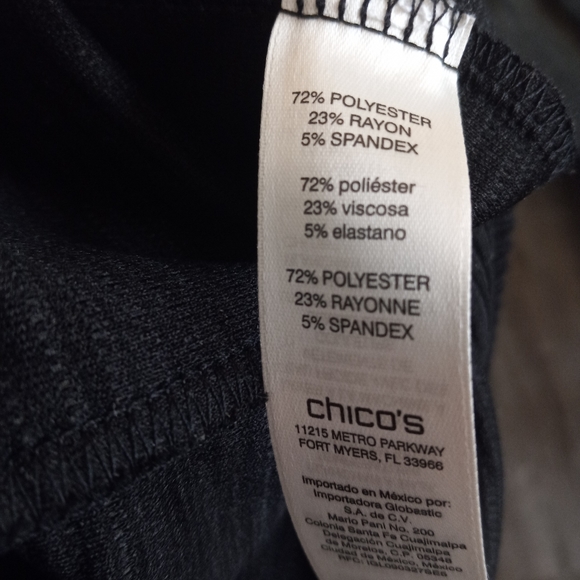 72% POLYESTER
23% RAYON
5% SPANDEX
72% poliéster
23% viscosa
5% elastano
72% POLYESTER
23% RAYONNE
5% SPANDEX
chico's
11215 METRO PARKWAY
FORT MYERS, FL 33966
Importado en México por:
Importadora Globastic
S.A. de C.V.
Mario Pani No. 200
Colonia Santa Fe Cuajimalpa
Delegación Cuajimalpa
de Morelos, C.P. 05348
Ciudad de México, México
RFC: